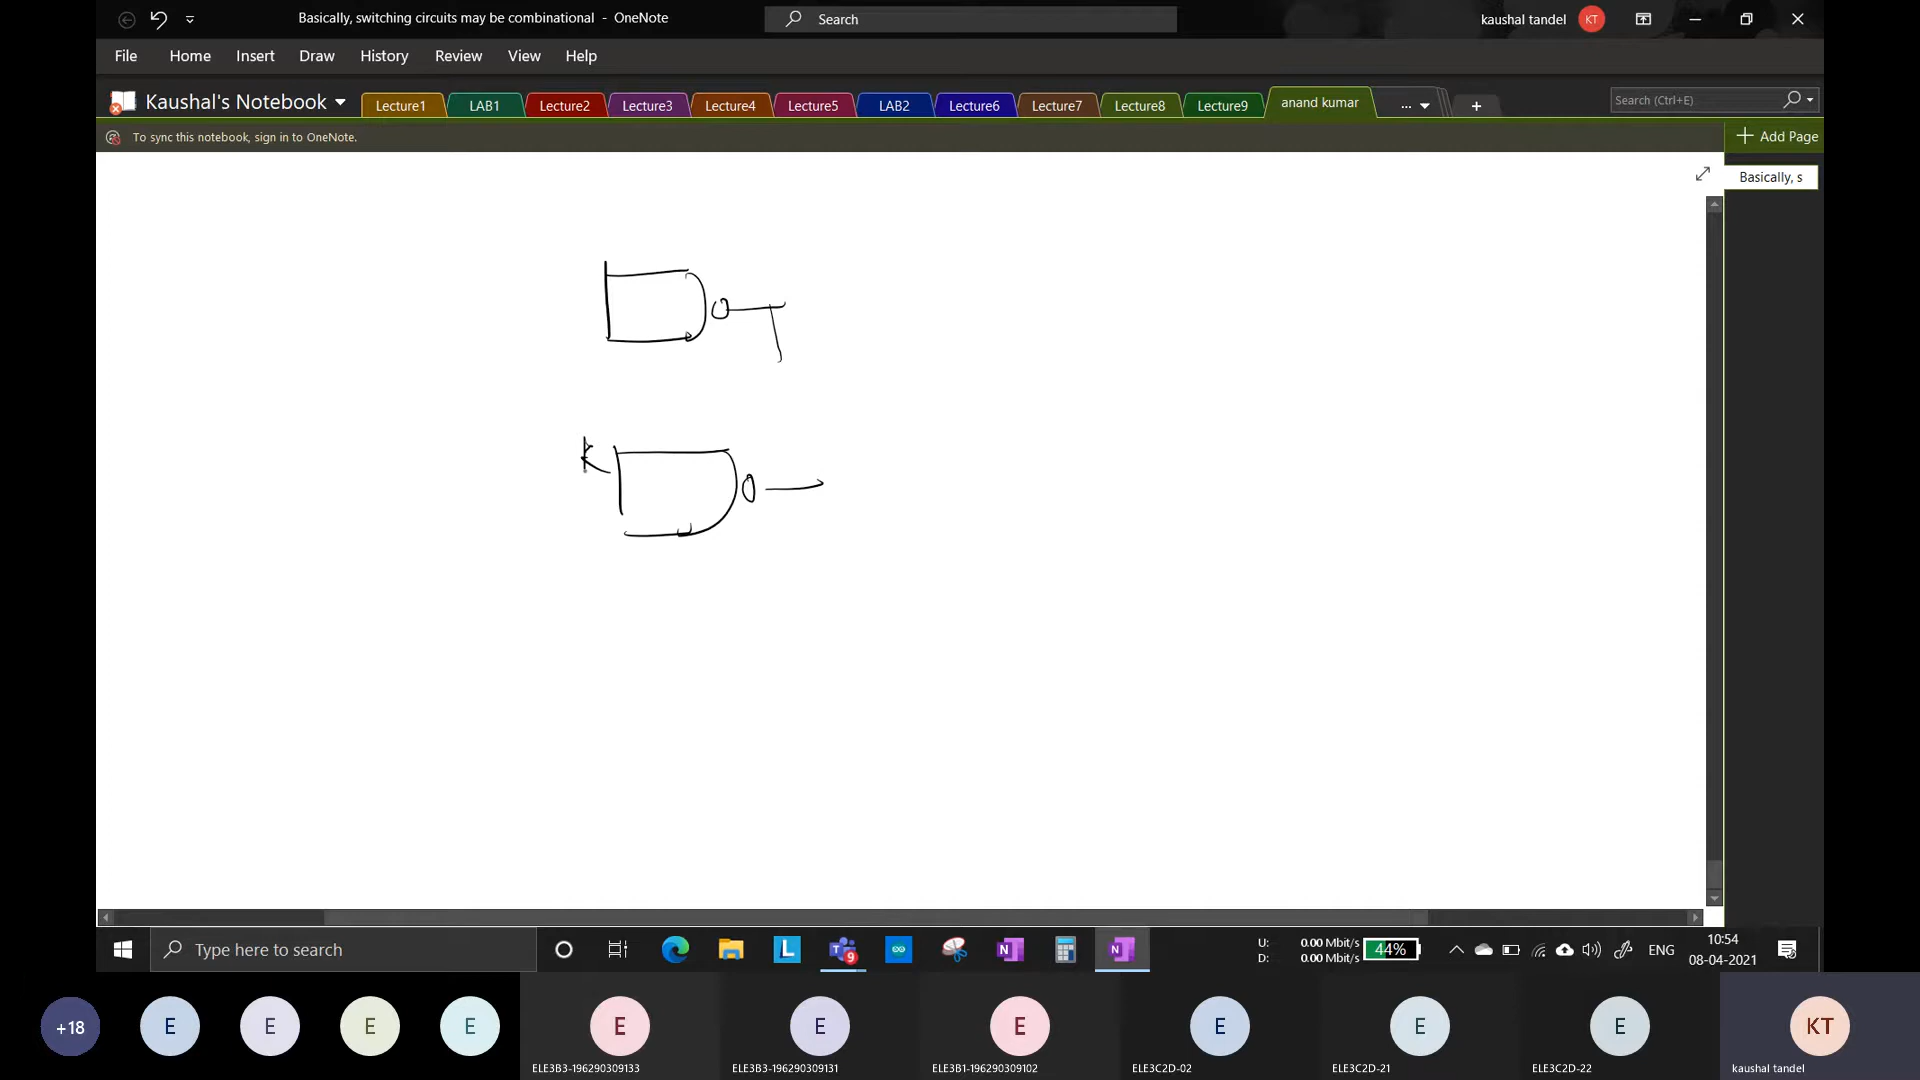 Basically, switching circuits may be combinational - OneNote
Search
kaushal tandel KT
File Home Insert Draw History Review View Help
Kaushal's Notebook Lecture1 LAB1 Lecture2 Lecture3 Lecture4 Lecture5 LAB2 Lecture6 Lecture7 Lecture8 Lecture9 anand kumar ... + Search (Ctrl+E)
To sync this notebook, sign in to OneNote.
Add Page
Basically, s
Type here to search
L
T 9
N
N
U: 0.00 Mbit/s
D: 0.00 Mbit/s
44%
ENG
10:54
08-04-2021
+18 E E E E E E E E E E KT
ELE3B3-196290309133 ELE3B3-196290309131 ELE3B1-196290309102 ELE3C2D-02 ELE3C2D-21 ELE3C2D-22 kaushal tandel